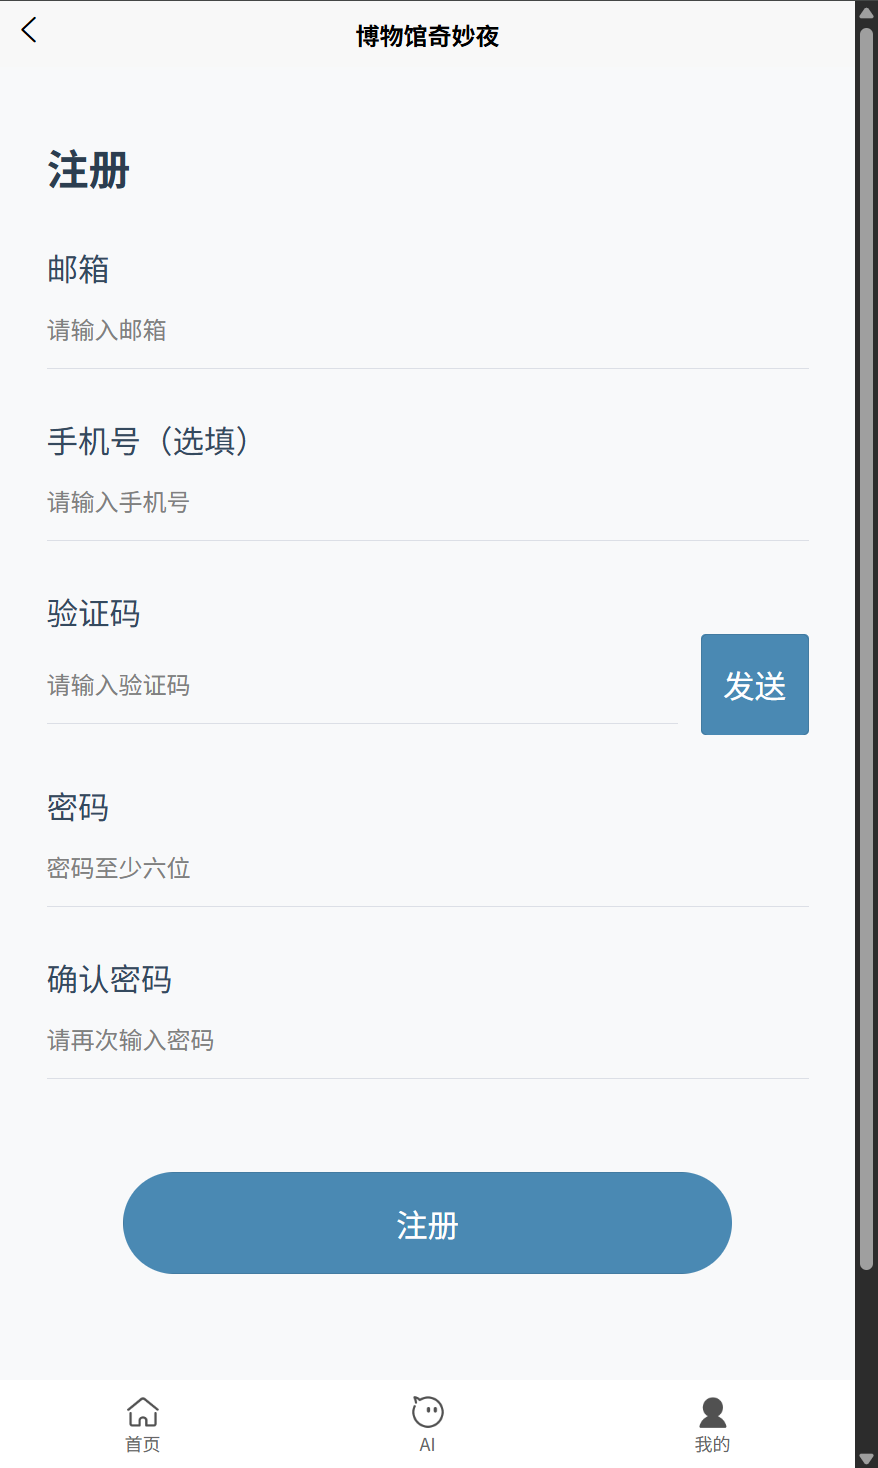 博物馆奇妙夜
注册
邮箱
请输入邮箱
手机号（选填）
请输入手机号
验证码
请输入验证码
发送
密码
密码至少六位
确认密码
请再次输入密码
注册
首页
AI
我的